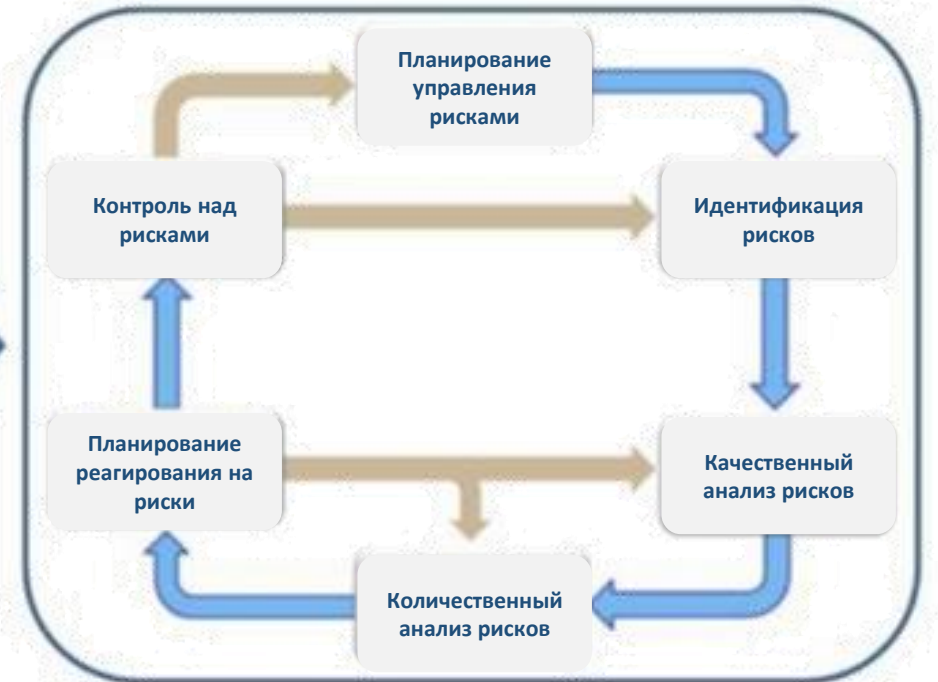 Планирование
управления
рисками
Контроль над
рисками
Идентификация
рисков
Планирование
реагирования на
риски
Качественный
анализ рисков
Количественный
анализ рисков